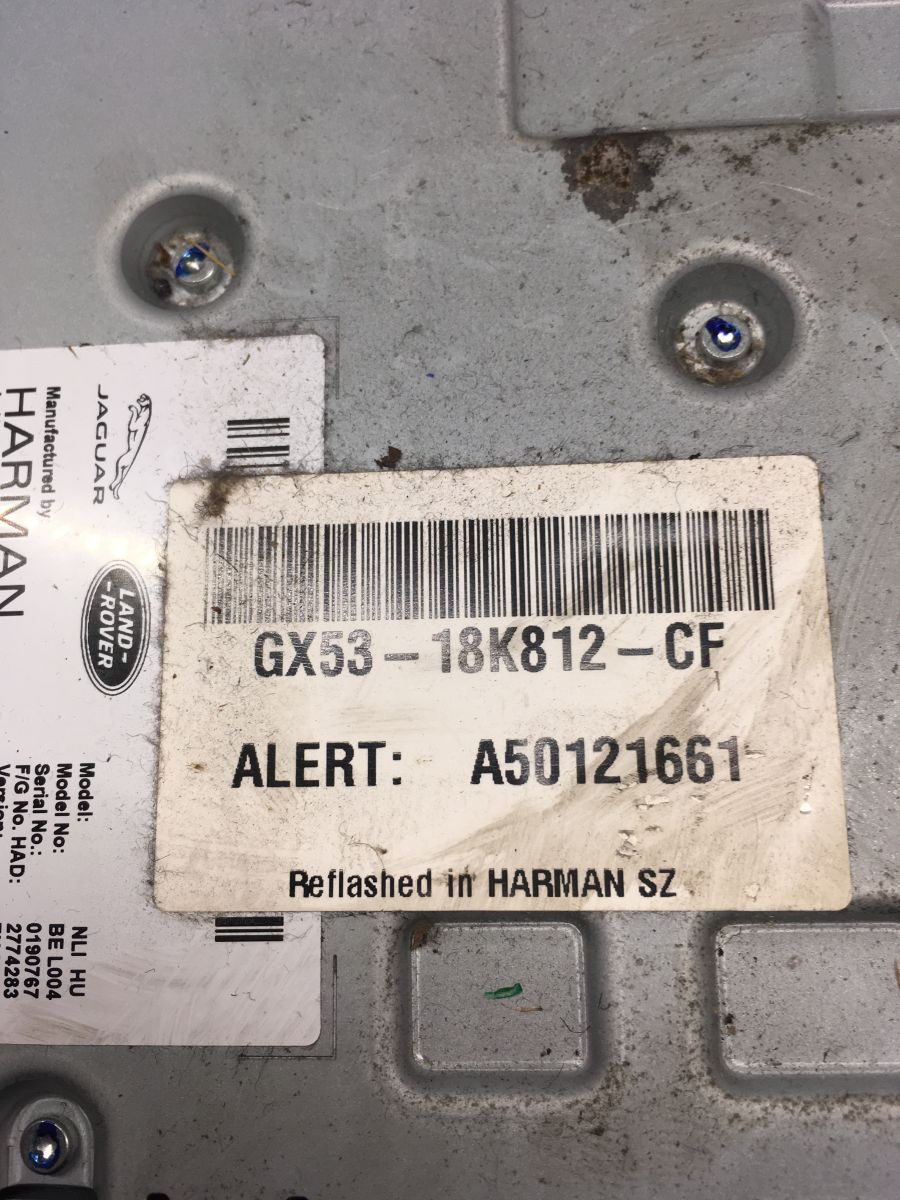 GX53-18K812-CF
ALERT: A50121661
Reflashed in HARMAN SZ
JAGUAR
LAND-
-ROVER
Manufactured by
HARMAN
Model: NLI HU
Model No: BE L004
Serial No.: 0190767
F/G No. HAD: 2774283